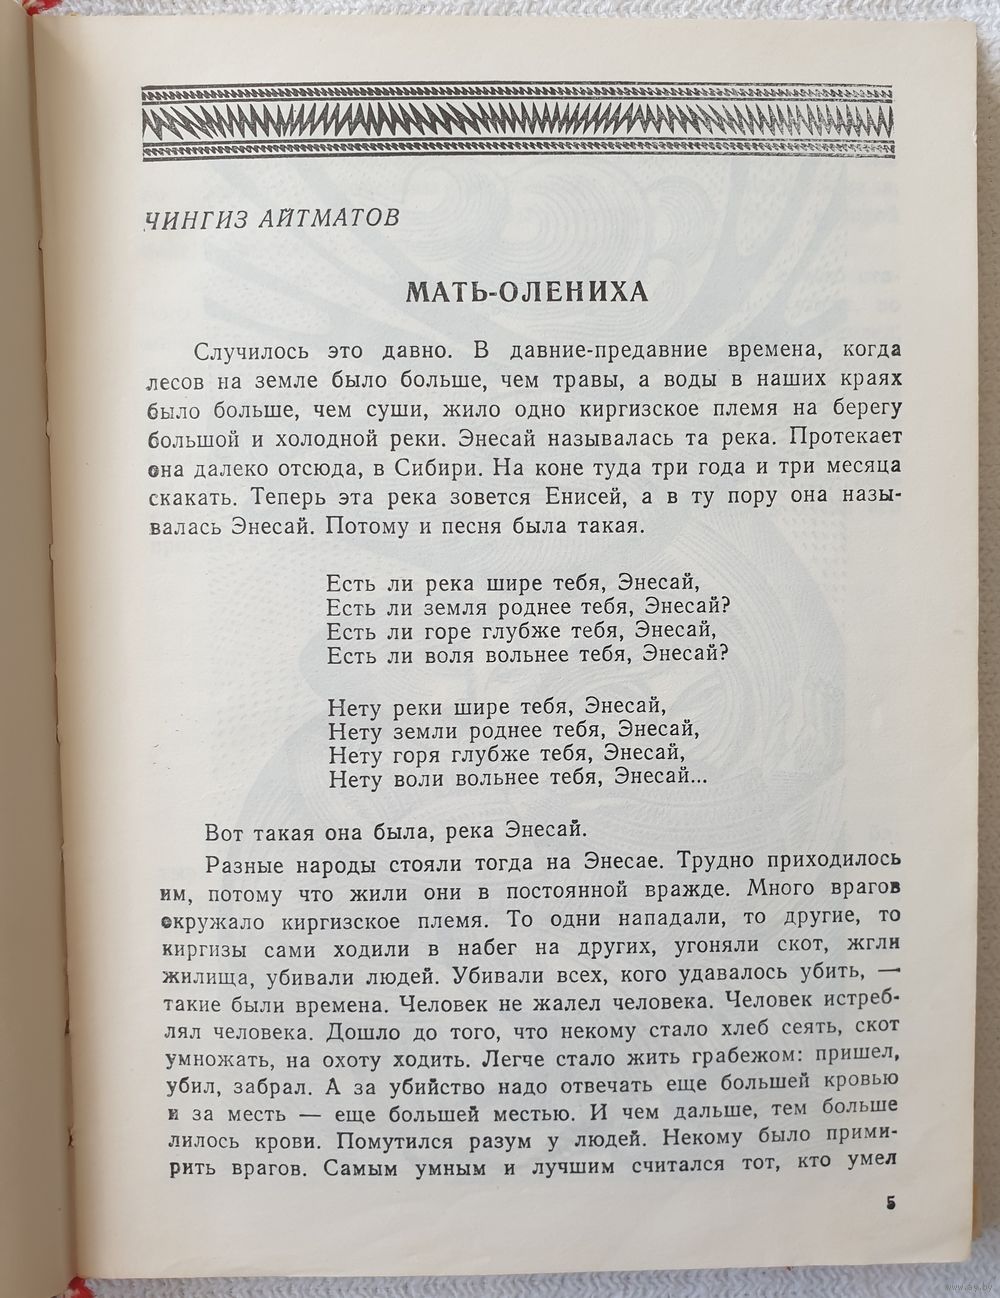 ЧИНГИЗ АЙТМАТОВ
МАТЬ-ОЛЕНИХА
Случилось это давно. В давние-предавние времена, когда
лесов на земле было больше, чем травы, а воды в наших краях
было больше, чем суши, жило одно киргизское племя на берегу
большой и холодной реки. Энесай называлась та река. Протекает
она далеко отсюда, в Сибири. На коне туда три года и три месяца
скакать. Теперь эта река зовется Енисей, а в ту пору она назы-
валась Энесай. Потому и песня была такая.
Есть ли река шире тебя, Энесай,
Есть ли земля роднее тебя, Энесай?
Есть ли горе глубже тебя, Энесай,
Есть ли воля вольнее тебя, Энесай?
Нету реки шире тебя, Энесай,
Нету земли роднее тебя, Энесай,
Нету горя глубже тебя, Энесай,
Нету воли вольнее тебя, Энесай...
Вот такая она была, река Энесай.
Разные народы стояли тогда на Энесае. Трудно приходилось
им, потому что жили они в постоянной вражде. Много врагов
окружало киргизское племя. То одни нападали, то другие, то
киргизы сами ходили в набег на других, угоняли скот, жгли
жилища, убивали людей. Убивали всех, кого удавалось убить, —
такие были времена. Человек не жалел человека. Человек истреб-
лял человека. Дошло до того, что некому стало хлеб сеять, скот
умножать, на охоту ходить. Легче стало жить грабежом: пришел,
убил, забрал. А за убийство надо отвечать еще большей кровью
и за месть — еще большей местью. И чем дальше, тем больше
лилось крови. Помутился разум у людей. Некому было прими-
рить врагов. Самым умным и лучшим считался тот, кто умел
5
www.ay.by